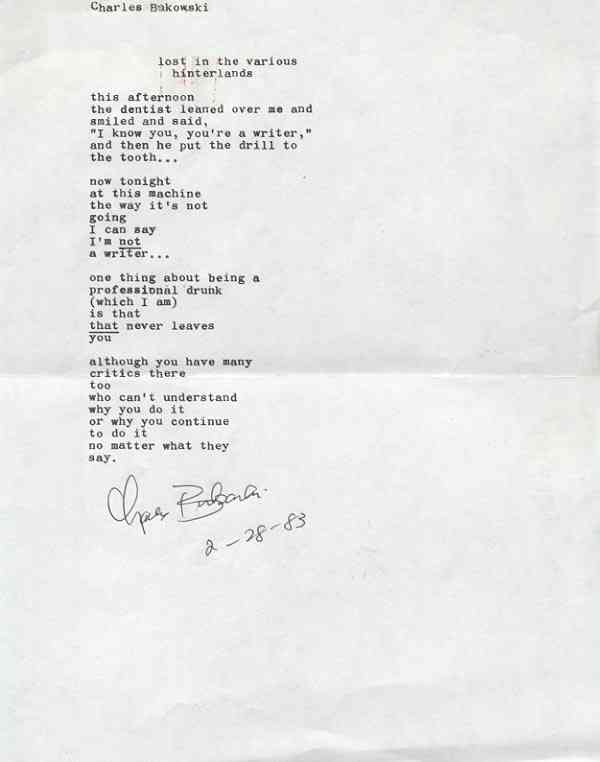 Charles Bukowski
lost in the various
hinterlands
this afternoon
the dentist leaned over me and
smiled and said,
"I know you, you're a writer,"
and then he put the drill to
the tooth...
now tonight
at this machine
the way it's not
going
I can say
I'm not
a writer...
one thing about being a
professional drunk
(which I am)
is that
that never leaves
you
although you have many
critics there
too
who can't understand
why you do it
or why you continue
to do it
no matter what they
say.
Charles Bukowski
2-28-83